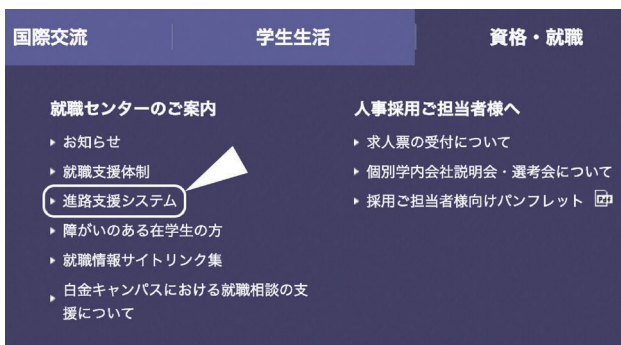 国際交流
学生生活
資格・就職
就職センターのご案内
お知らせ
就職支援体制
進路支援システム
障がいのある在学生の方
就職情報サイトリンク集
白金キャンパスにおける就職相談の支
援について
人事採用ご担当者様へ
求人票の受付について
個別学内会社説明会・選考会について
採用ご担当者様向けパンフレット